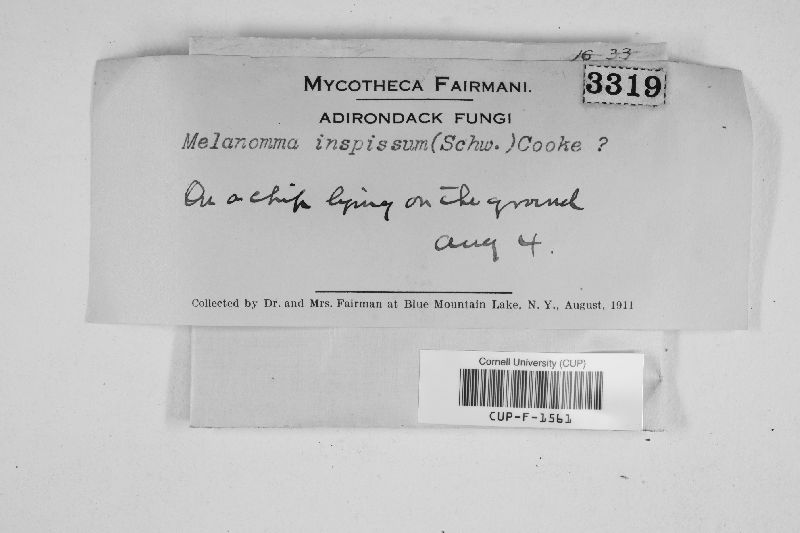 16 33
MYCOTHECA FAIRMANI.
3319
ADIRONDACK FUNGI
Melanomma inspissum(Schw.)Cooke ?
On a chip lying on the ground
Aug 4.
Collected by Dr. and Mrs. Fairman at Blue Mountain Lake, N. Y., August, 1911
Cornell University (CUP)
CUP-F-1561